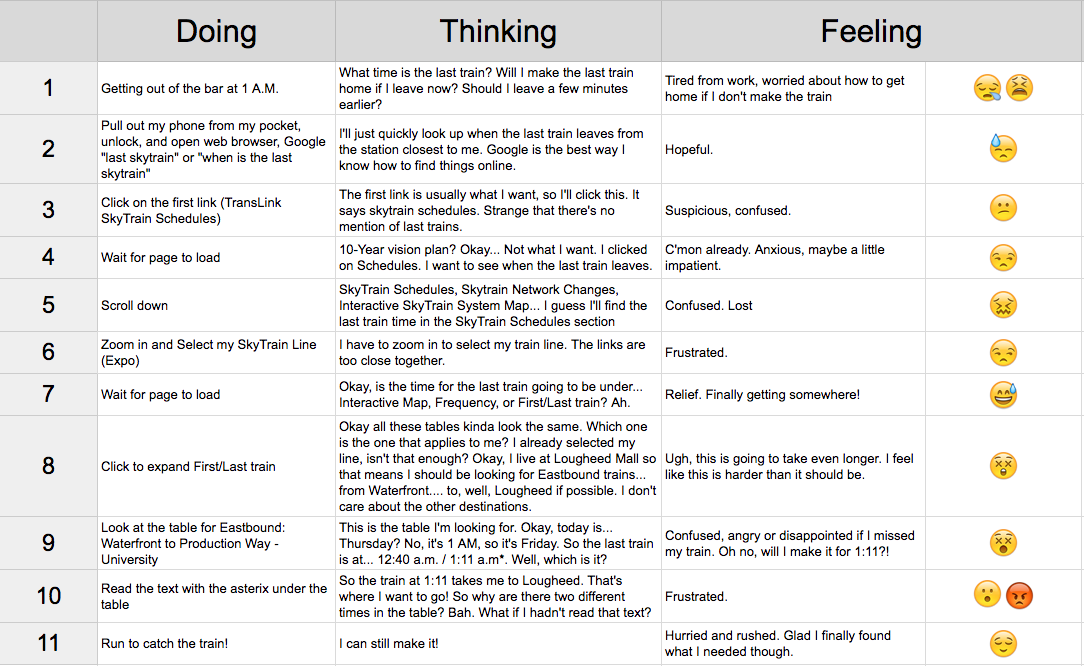 Doing Thinking Feeling
1
Getting out of the bar at 1 A.M.
What time is the last train? Will I make the last train
home if I leave now? Should I leave a few minutes
earlier?
Tired from work, worried about how to get
home if I don't make the train
2
Pull out my phone from my pocket,
unlock, and open web browser, Google
"last skytrain" or "when is the last
skytrain"
I'll just quickly look up when the last train leaves from
the station closest to me. Google is the best way I
know how to find things online.
Hopeful.
3
Click on the first link (TransLink
SkyTrain Schedules)
The first link is usually what I want, so I'll click this. It
says skytrain schedules. Strange that there's no
mention of last trains.
Suspicious, confused.
4
Wait for page to load
10-Year vision plan? Okay... Not what I want. I clicked
on Schedules. I want to see when the last train leaves.
C'mon already. Anxious, maybe a little
impatient.
5
Scroll down
SkyTrain Schedules, Skytrain Network Changes,
Interactive SkyTrain System Map... I guess I'll find the
last train time in the SkyTrain Schedules section
Confused. Lost
6
Zoom in and Select my SkyTrain Line
(Expo)
I have to zoom in to select my train line. The links are
too close together.
Frustrated.
7
Wait for page to load
Okay, is the time for the last train going to be under...
Interactive Map, Frequency, or First/Last train? Ah.
Relief. Finally getting somewhere!
8
Click to expand First/Last train
Okay all these tables kinda look the same. Which one
is the one that applies to me? I already selected my
line, isn't that enough? Okay, I live at Lougheed Mall so
that means I should be looking for Eastbound trains...
from Waterfront.... to, well, Lougheed if possible. I don't
care about the other destinations.
Ugh, this is going to take even longer. I feel
like this is harder than it should be.
9
Look at the table for Eastbound:
Waterfront to Production Way -
University
This is the table I'm looking for. Okay, today is...
Thursday? No, it's 1 AM, so it's Friday. So the last train
is at... 12:40 a.m. / 1:11 a.m*. Well, which is it?
Confused, angry or disappointed if I missed
my train. Oh no, will I make it for 1:11?!
10
Read the text with the asterix under the
table
So the train at 1:11 takes me to Lougheed. That's
where I want to go! So why are there two different
times in the table? Bah. What if I hadn't read that text?
Frustrated.
11
Run to catch the train!
I can still make it!
Hurried and rushed. Glad I finally found
what I needed though.